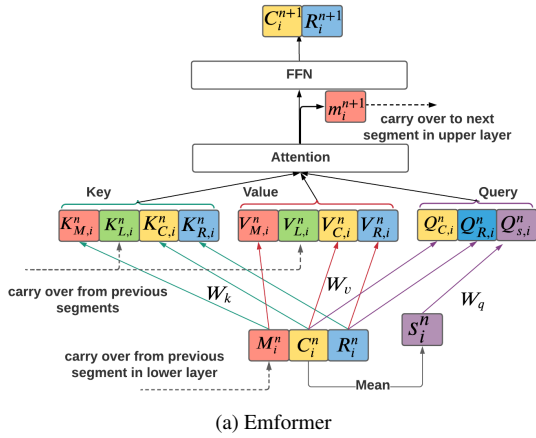 C_i^{n+1} R_i^{n+1}
FFN
m_i^{n+1}
carry over to next
segment in upper layer
Attention
Key Value Query
K_{M,i}^n K_{L,i}^n K_{C,i}^n K_{R,i}^n V_{M,i}^n V_{L,i}^n V_{C,i}^n V_{R,i}^n Q_{C,i}^n Q_{R,i}^n Q_{s,i}^n
carry over from previous
segments
W_k W_v W_q
M_i^n C_i^n R_i^n s_i^n
carry over from previous
segment in lower layer
Mean
(a) Emformer